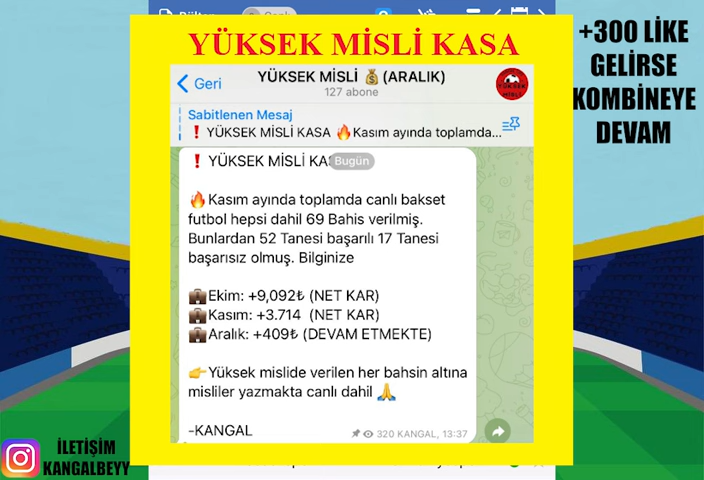 YÜKSEK MİSLİ KASA
+300 LİKE
GELİRSE
KOMBİNEYE
DEVAM
Geri
YÜKSEK MİSLİ 💰(ARALIK)
127 abone
YÜKSEK
MİSLİ
Sabitlenen Mesaj
❗ YÜKSEK MİSLİ KASA 🔥Kasım ayında toplamda...
❗ YÜKSEK MİSLİ KA
Bugün
🔥Kasım ayında toplamda canlı bakset
futbol hepsi dahil 69 Bahis verilmiş.
Bunlardan 52 Tanesi başarılı 17 Tanesi
başarısız olmuş. Bilginize
💼Ekim: +9,092₺ (NET KAR)
💼Kasım: +3.714 (NET KAR)
💼Aralık: +409₺ (DEVAM ETMEKTE)
👉Yüksek mislide verilen her bahsin altına
misliler yazmakta canlı dahil 🙏
-KANGAL
320 KANGAL, 13:37
İLETİŞİM
KANGALBEYY